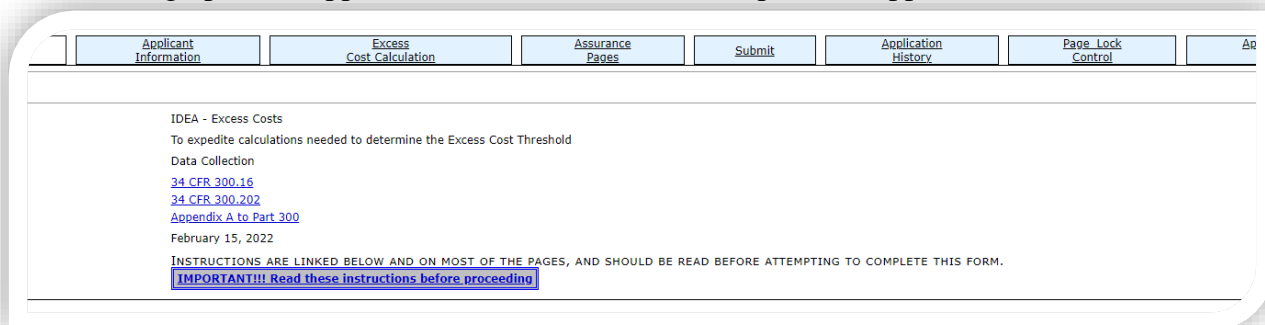 Applicant
Information
Excess
Cost Calculation
Assurance
Pages
Submit
Application
History
Page Lock
Control
IDEA - Excess Costs
To expedite calculations needed to determine the Excess Cost Threshold
Data Collection
34 CFR 300.16
34 CFR 300.202
Appendix A to Part 300
February 15, 2022
INSTRUCTIONS ARE LINKED BELOW AND ON MOST OF THE PAGES, AND SHOULD BE READ BEFORE ATTEMPTING TO COMPLETE THIS FORM.
IMPORTANT!!! Read these instructions before proceeding